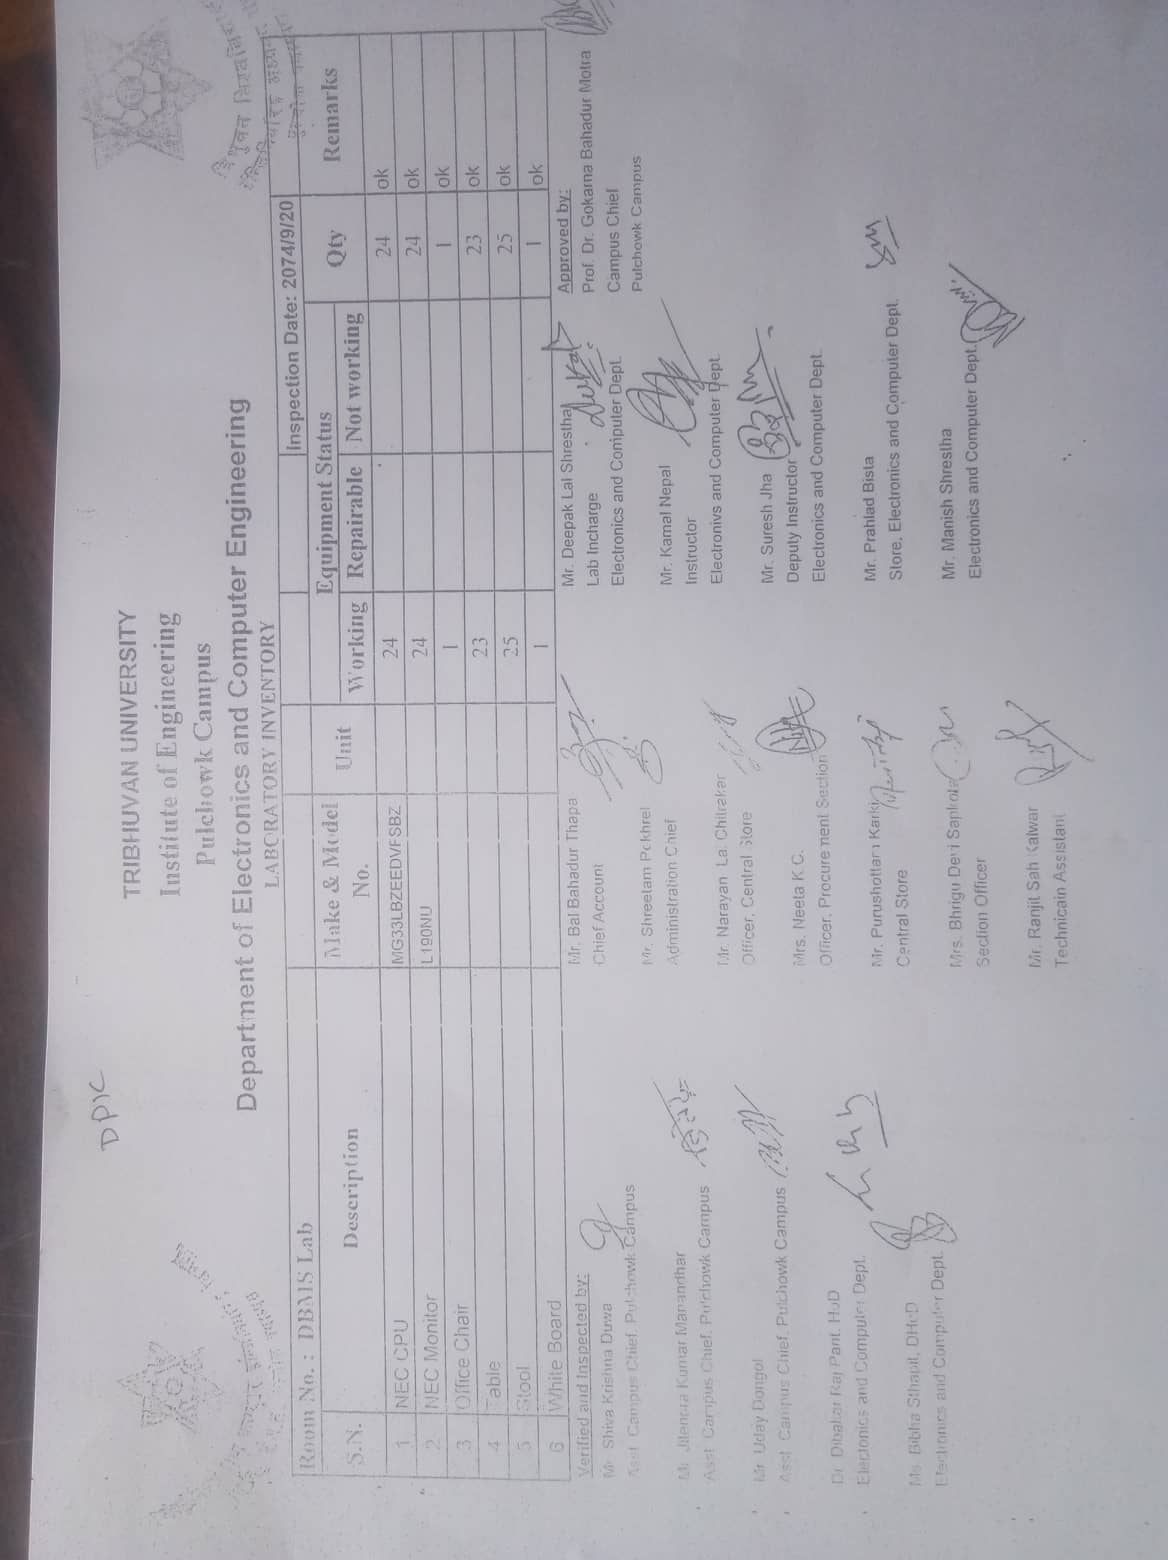 DPIC
TRIBHUVAN UNIVERSITY
Institute of Engineering
Pulchowk Campus
Department of Electronics and Computer Engineering
LABORATORY INVENTORY
Room No. : DBMS Lab Inspection Date: 2074/9/20
S.N. Description Make & Model No. Unit Equipment Status Qty Remarks
Working Repairable Not working
1 NEC CPU MG33LBZEEDVFSBZ 24 24 ok
2 NEC Monitor L190NU 24 24 ok
3 Office Chair 1 1 ok
4 Table 23 23 ok
5 Stool 25 25 ok
6 White Board 1 1 ok
Verified and Inspected by:
Mr. Shiva Krishna Duwa
Asst. Campus Chief, Pulchowk Campus
Mr. Jitendra Kumar Manandhar
Asst. Campus Chief, Pulchowk Campus
Mr. Uday Dongol
Asst. Campus Chief, Pulchowk Campus
Dr. Dibakar Raj Pant, HoD
Electronics and Computer Dept.
Ms. Bibha Sthapit, DHoD
Electronics and Computer Dept.
Mr. Bal Bahadur Thapa
Chief Account
Mr. Shreeram Pokhrel
Administration Chief
Mr. Narayan Lal Chitrakar
Officer, Central Store
Mrs. Neeta K C.
Officer, Procurement Section
Mr. Purushottam Karki
Central Store
Mrs. Bhrigu Devi Sapkota
Section Officer
Mr. Ranjit Sah Kalwar
Technicain Assistant
Mr. Deepak Lal Shrestha
Lab Incharge
Electronics and Computer Dept.
Mr. Kamal Nepal
Instructor
Electronivs and Computer Dept.
Mr. Suresh Jha
Deputy Instructor
Electronics and Computer Dept.
Mr. Prahlad Bista
Store, Electronics and Computer Dept.
Mr. Manish Shrestha
Electronics and Computer Dept.
Approved by:
Prof. Dr. Gokarna Bahadur Motra
Campus Chief
Pulchowk Campus